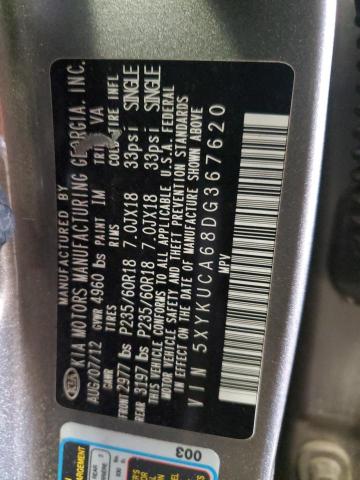 MANUFACTURED BY
KIA MOTORS MANUFACTURING GEORGIA, INC.
KIA
AUG/07/12 GVWR 4960 lbs PAINT IM TRIM VA
GAWR TIRES RIMS COLD TIRE INFL
FRONT 2977 lbs P235/60R18 7.0JX18 33psi SINGLE
REAR 3197 lbs P235/60R18 7.0JX18 33psi SINGLE
THIS VEHICLE CONFORMS TO ALL APPLICABLE U.S.A. FEDERAL
MOTOR VEHICLE SAFETY AND THEFT PREVENTION STANDARDS
IN EFFECT ON THE DATE OF MANUFACTURE SHOWN ABOVE
VIN 5XYKUCA68DG367620
MPV
003